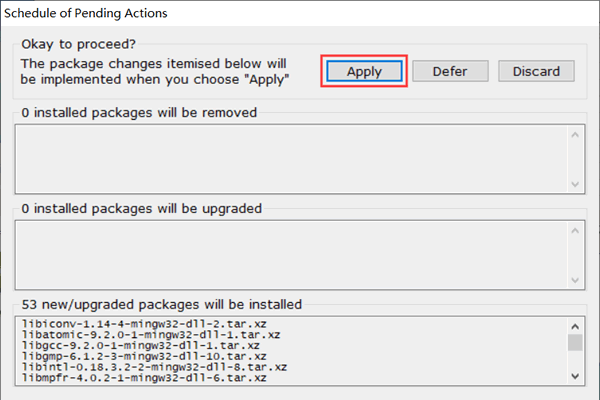 Schedule of Pending Actions
Okay to proceed?
The package changes itemised below will
be implemented when you choose "Apply"
Apply
Defer
Discard
0 installed packages will be removed
0 installed packages will be upgraded
53 new/upgraded packages will be installed
libiconv-1.14-4-mingw32-dll-2.tar.xz
libatomic-9.2.0-1-mingw32-dll-1.tar.xz
libgcc-9.2.0-1-mingw32-dll-1.tar.xz
libgmp-6.1.2-3-mingw32-dll-10.tar.xz
libintl-0.18.3.2-2-mingw32-dll-8.tar.xz
libmpfr-4.0.2-1-mingw32-dll-6.tar.xz